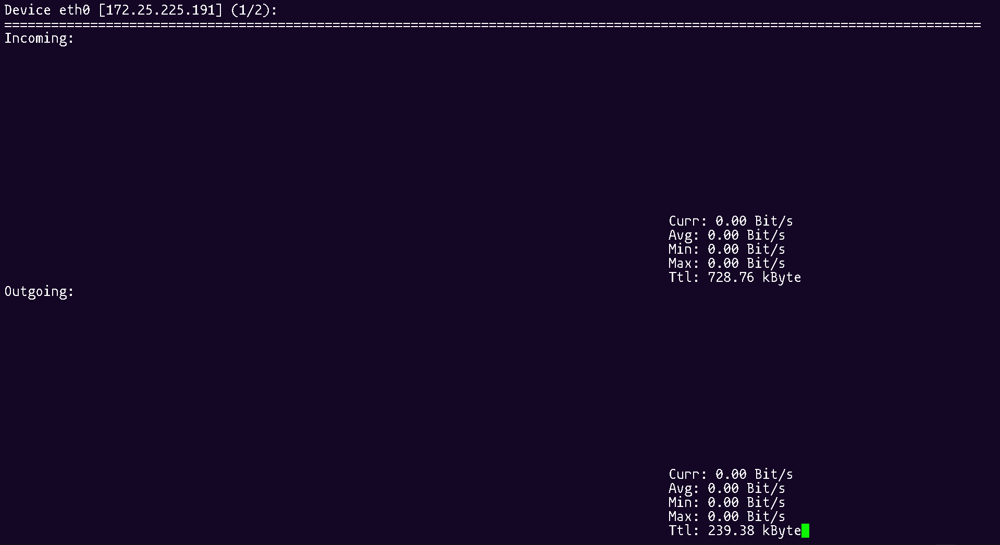 Device eth0 [172.25.225.191] (1/2):
=============================================================================================================================
Incoming:
Curr: 0.00 Bit/s
Avg: 0.00 Bit/s
Min: 0.00 Bit/s
Max: 0.00 Bit/s
Ttl: 728.76 kByte
Outgoing:
Curr: 0.00 Bit/s
Avg: 0.00 Bit/s
Min: 0.00 Bit/s
Max: 0.00 Bit/s
Ttl: 239.38 kByte